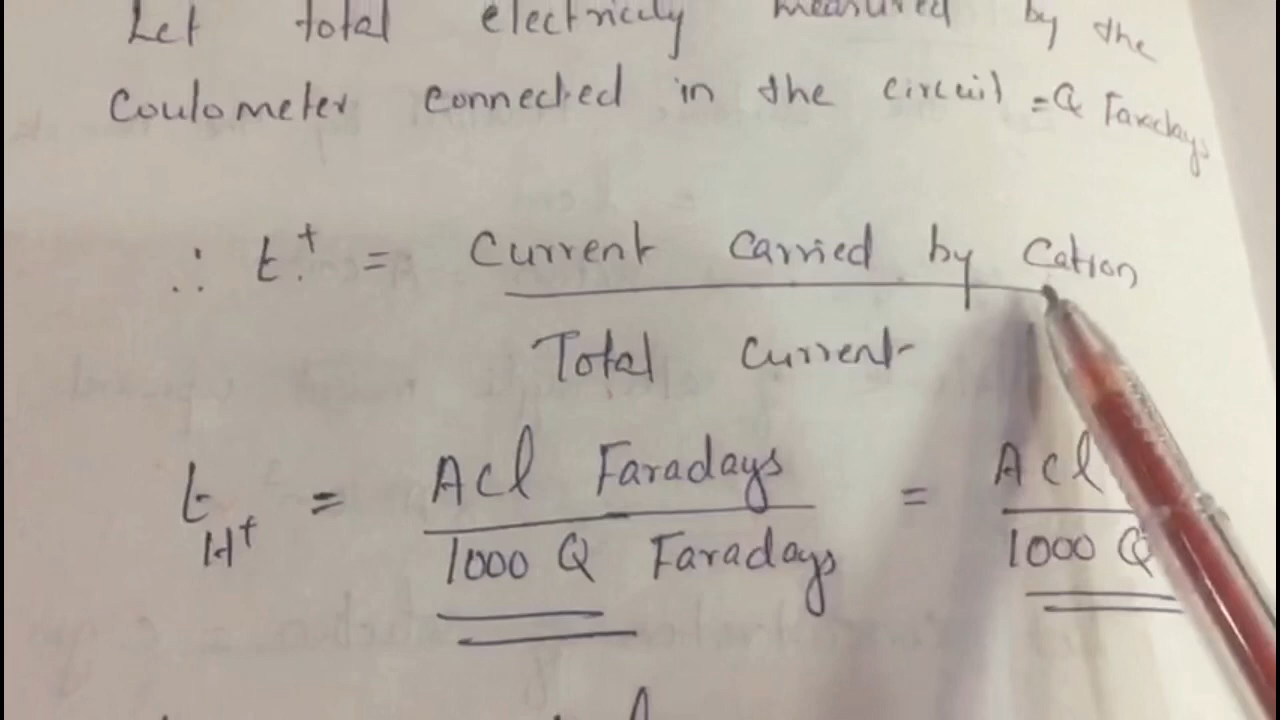 Let total electricity measured by the
Coulometer connected in the circuit = Q Faradays
∴ t.⁺ = Current carried by Cation
Total Current
t H⁺ = ACl Faradays / 1000 Q Faradays = ACl / 1000 Q